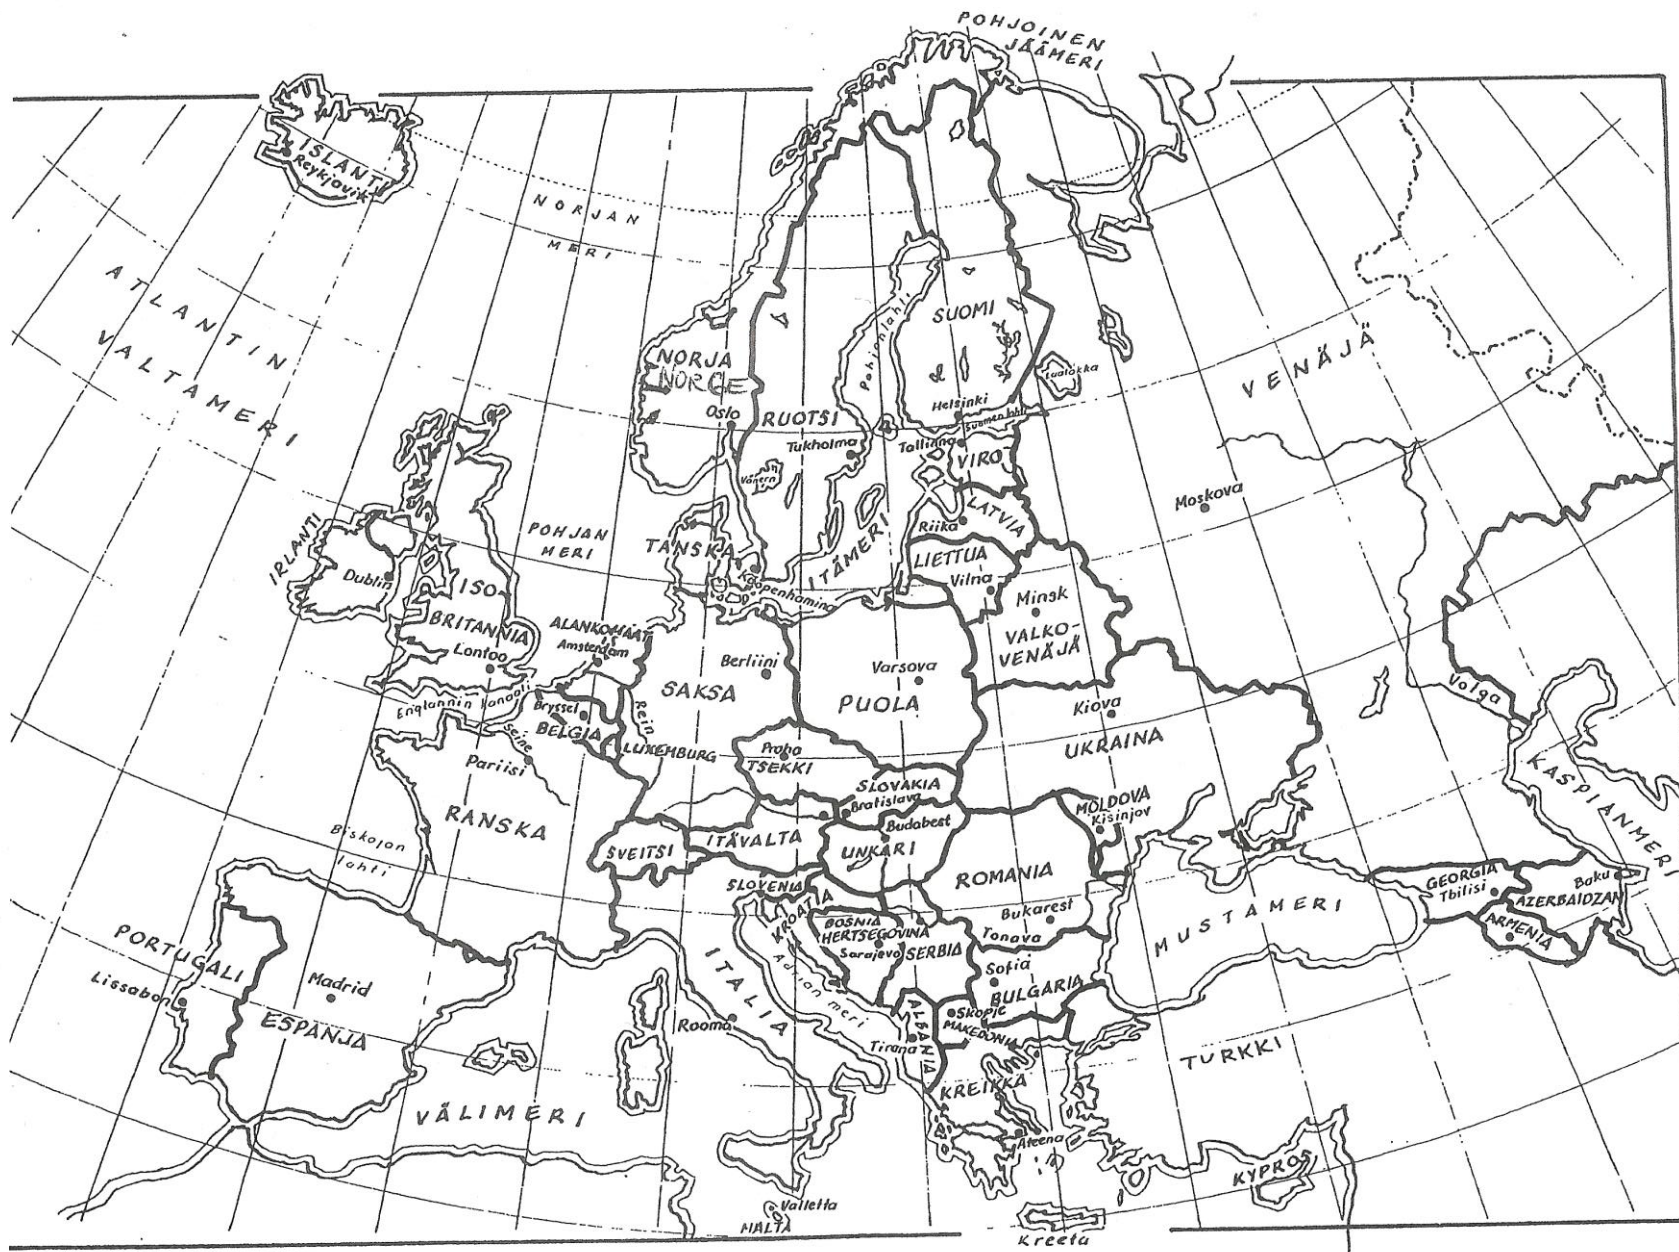 POHJOINEN
JÄÄMERI
ISLANTI
Reykjavik
NORJAN
MERI
ATLANTIN
VALTAMERI
SUOMI
Pohjanlahti
NORJA
NORGE
Laatokka
VENÄJÄ
Oslo
RUOTSI
Helsinki
Suomenlahti
Tukholma
Tallinna
VIRO
Vänern
Moskova
LATVIA
Riika
POHJAN
MERI
TANSKA
ITÄMERI
LIETTUA
Vilna
IRLANTI
Dublin
ISO
BRITANNIA
Lontoo
Kööpenhamina
Minsk
VALKO-
VENÄJÄ
ALANKOMAAT
Amsterdam
Berliini
Varsova
SAKSA
PUOLA
Kiova
UKRAINA
Volga
Englannin kanaali
Bryssel
BELGIA
Rein
Seine
Pariisi
LUXEMBURG
Praha
TSEKKI
SLOVAKIA
Bratislava
KASPIANMERI
RANSKA
Biskajan
lahti
SVEITSI
ITÄVALTA
Budabest
UNKARI
MOLDOVA
Kisinjov
ROMANIA
SLOVENIA
KROATIA
BOSNIA
HERTSEGOVINA
Sarajevo
SERBIA
Bukarest
Tonava
MUSTAMERI
GEORGIA
Tbilisi
Baku
AZERBAIDZAN
ARMENIA
PORTUGALI
Lissabon
Madrid
ESPANJA
ITALIA
Rooma
Adrian meri
Sofia
BULGARIA
Skopje
MAKEDONIA
ALBANIA
Tirana
KREIKKA
Ateena
TURKKI
VÄLIMERI
KYPROS
Valletta
MALTA
Kreeta